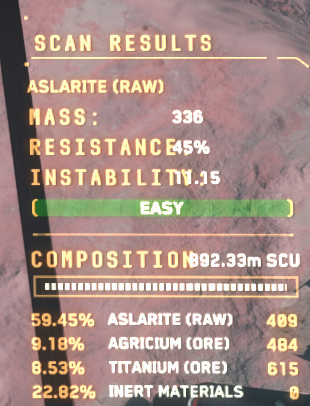 SCAN RESULTS
ASLARITE (RAW)
MASS: 336
RESISTANCE: 45%
INSTABILITY: 11.15
EASY
COMPOSITION 892.33m SCU
59.45% ASLARITE (RAW) 409
9.18% AGRICIUM (ORE) 484
8.53% TITANIUM (ORE) 615
22.82% INERT MATERIALS 0